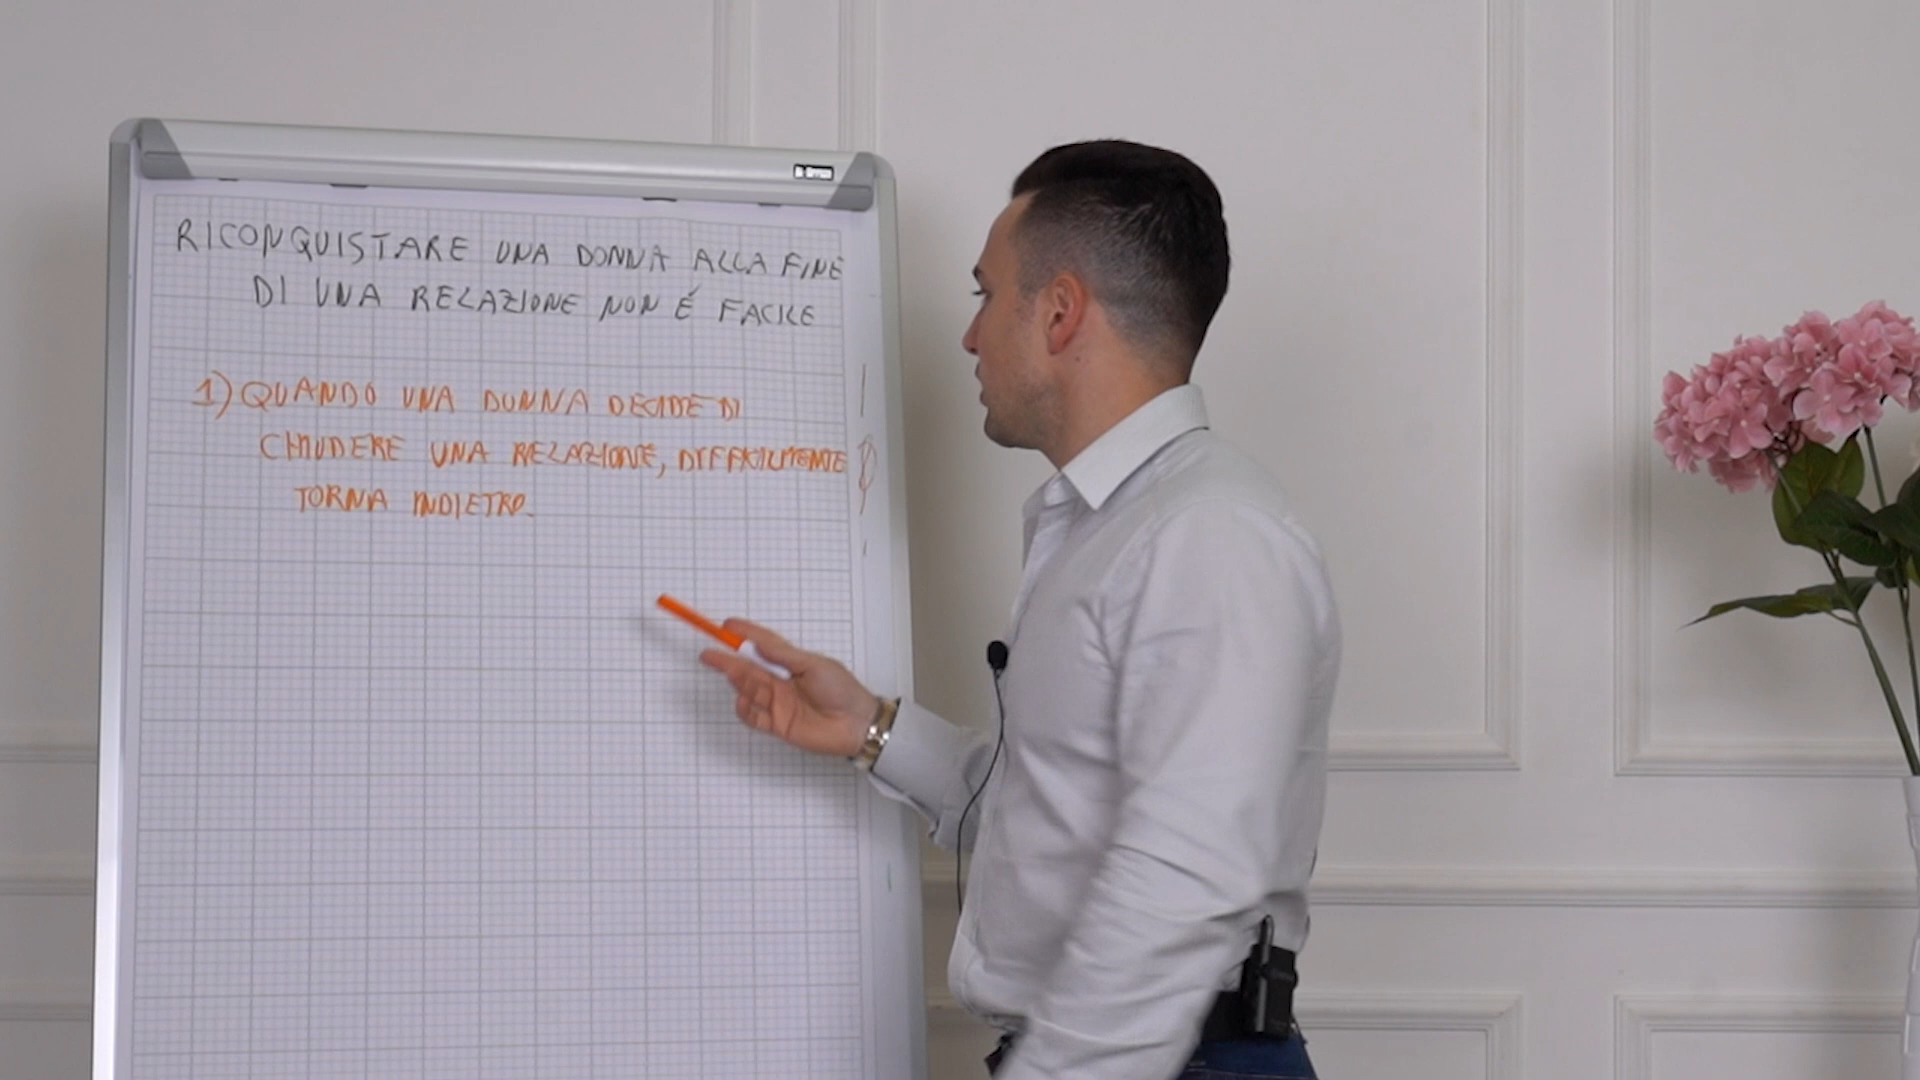 RICONQUISTARE UNA DONNA ALLA FINE
DI UNA RELAZIONE NON É FACILE
1) QUANDO UNA DONNA DECIDE DI
CHIUDERE UNA RELAZIONE, DIFFICILMENTE
TORNA INDIETRO.